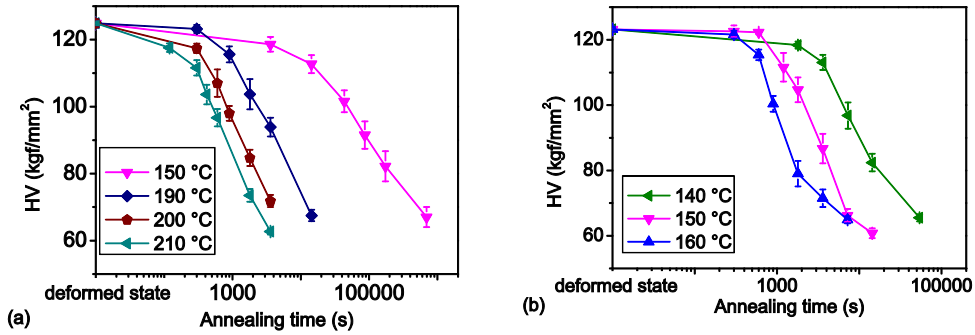 120
100
80
60
HV (kgf/mm²)
150 °C
190 °C
200 °C
210 °C
deformed state
1000
100000
Annealing time (s)
(a)
120
100
80
60
HV (kgf/mm²)
140 °C
150 °C
160 °C
deformed state
1000
100000
Annealing time (s)
(b)